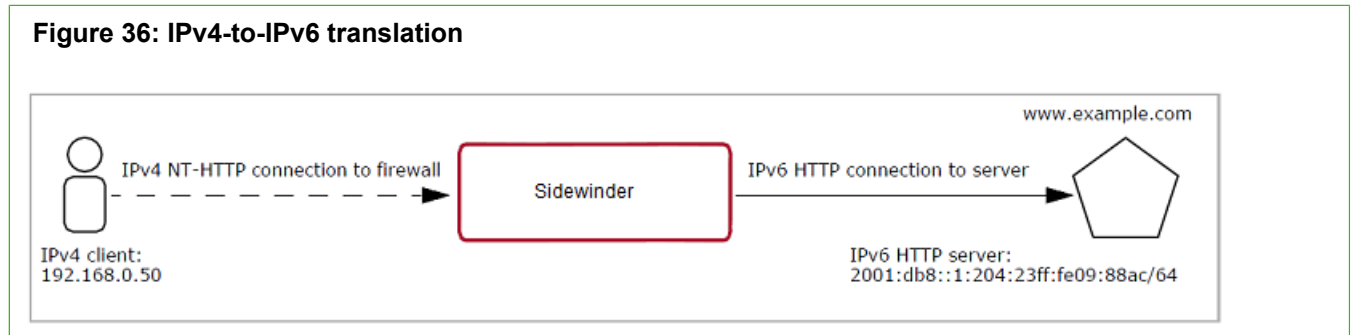 Figure 36: IPv4-to-IPv6 translation
www.example.com
IPv4 NT-HTTP connection to firewall
Sidewinder
IPv6 HTTP connection to server
IPv4 client:
192.168.0.50
IPv6 HTTP server:
2001:db8::1:204:23ff:fe09:88ac/64